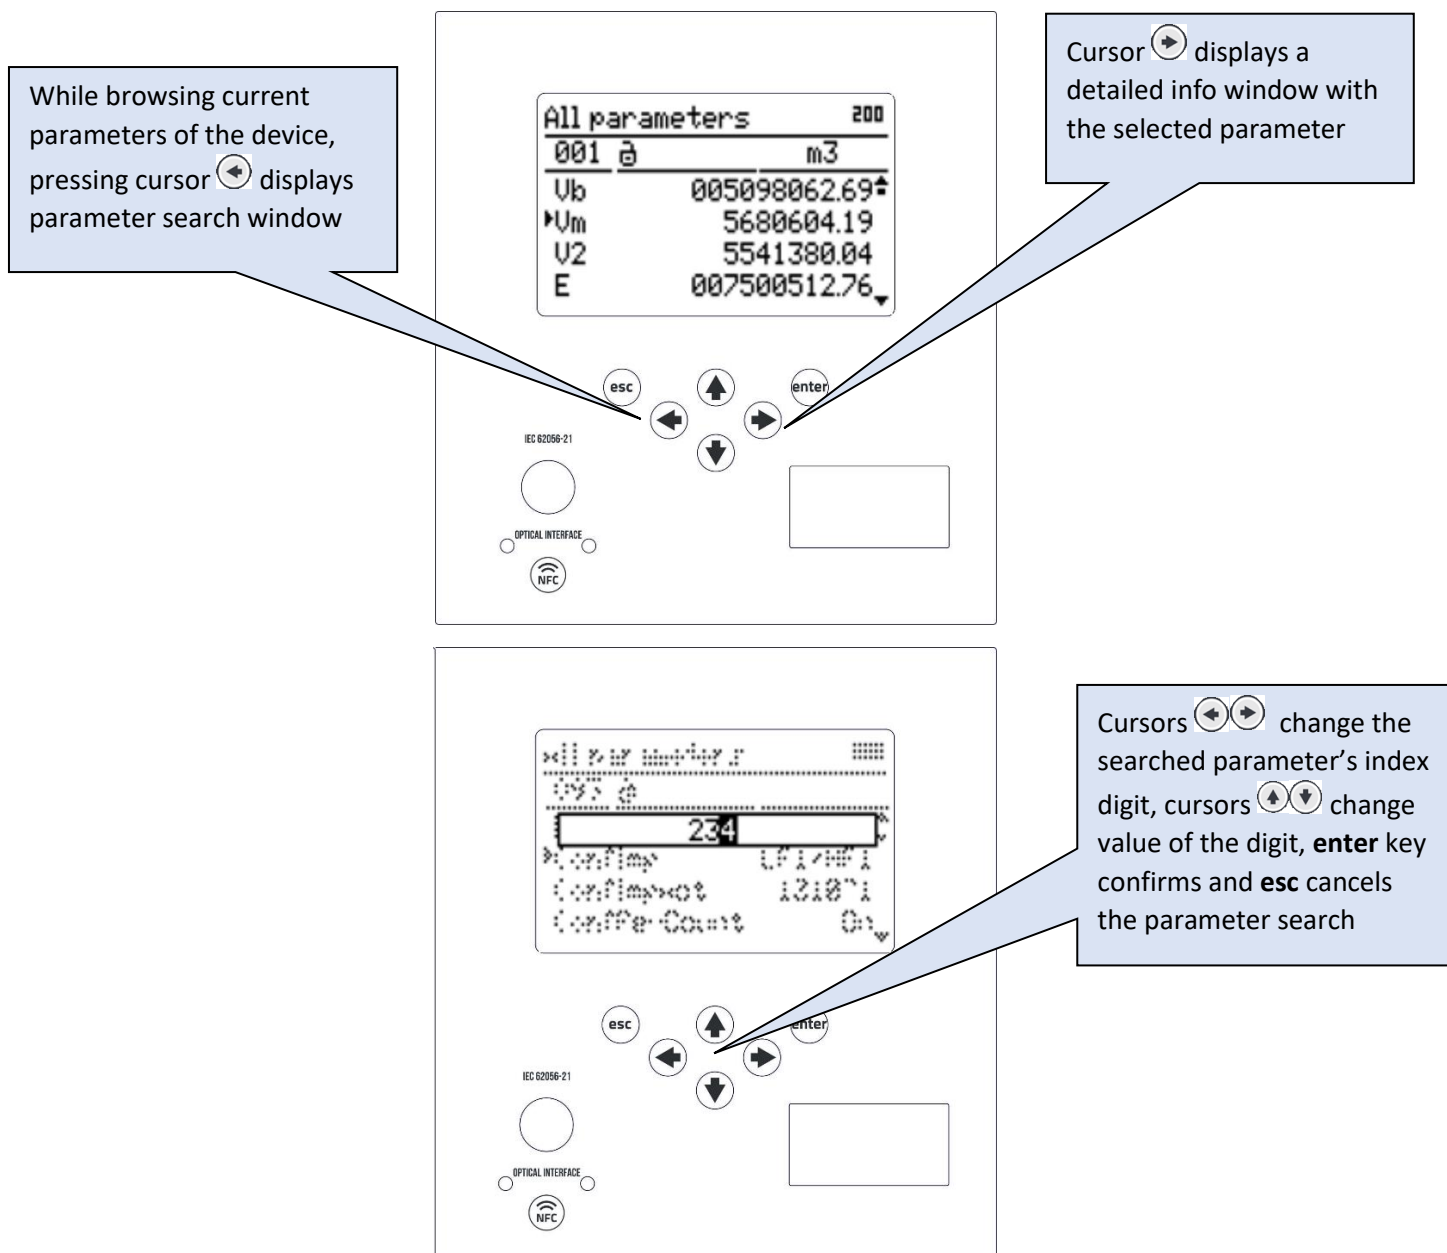 While browsing current
parameters of the device,
pressing cursor displays
parameter search window
Cursor displays a
detailed info window with
the selected parameter
All parameters 200
001 m3
Vb 005098062.69
Vm 5680604.19
V2 5541380.04
E 007500512.76
esc
enter
IEC 62056-21
OPTICAL INTERFACE
NFC
Cursors change the
searched parameter's index
digit, cursors change
value of the digit, enter key
confirms and esc cancels
the parameter search
234
esc
enter
IEC 62056-21
OPTICAL INTERFACE
NFC